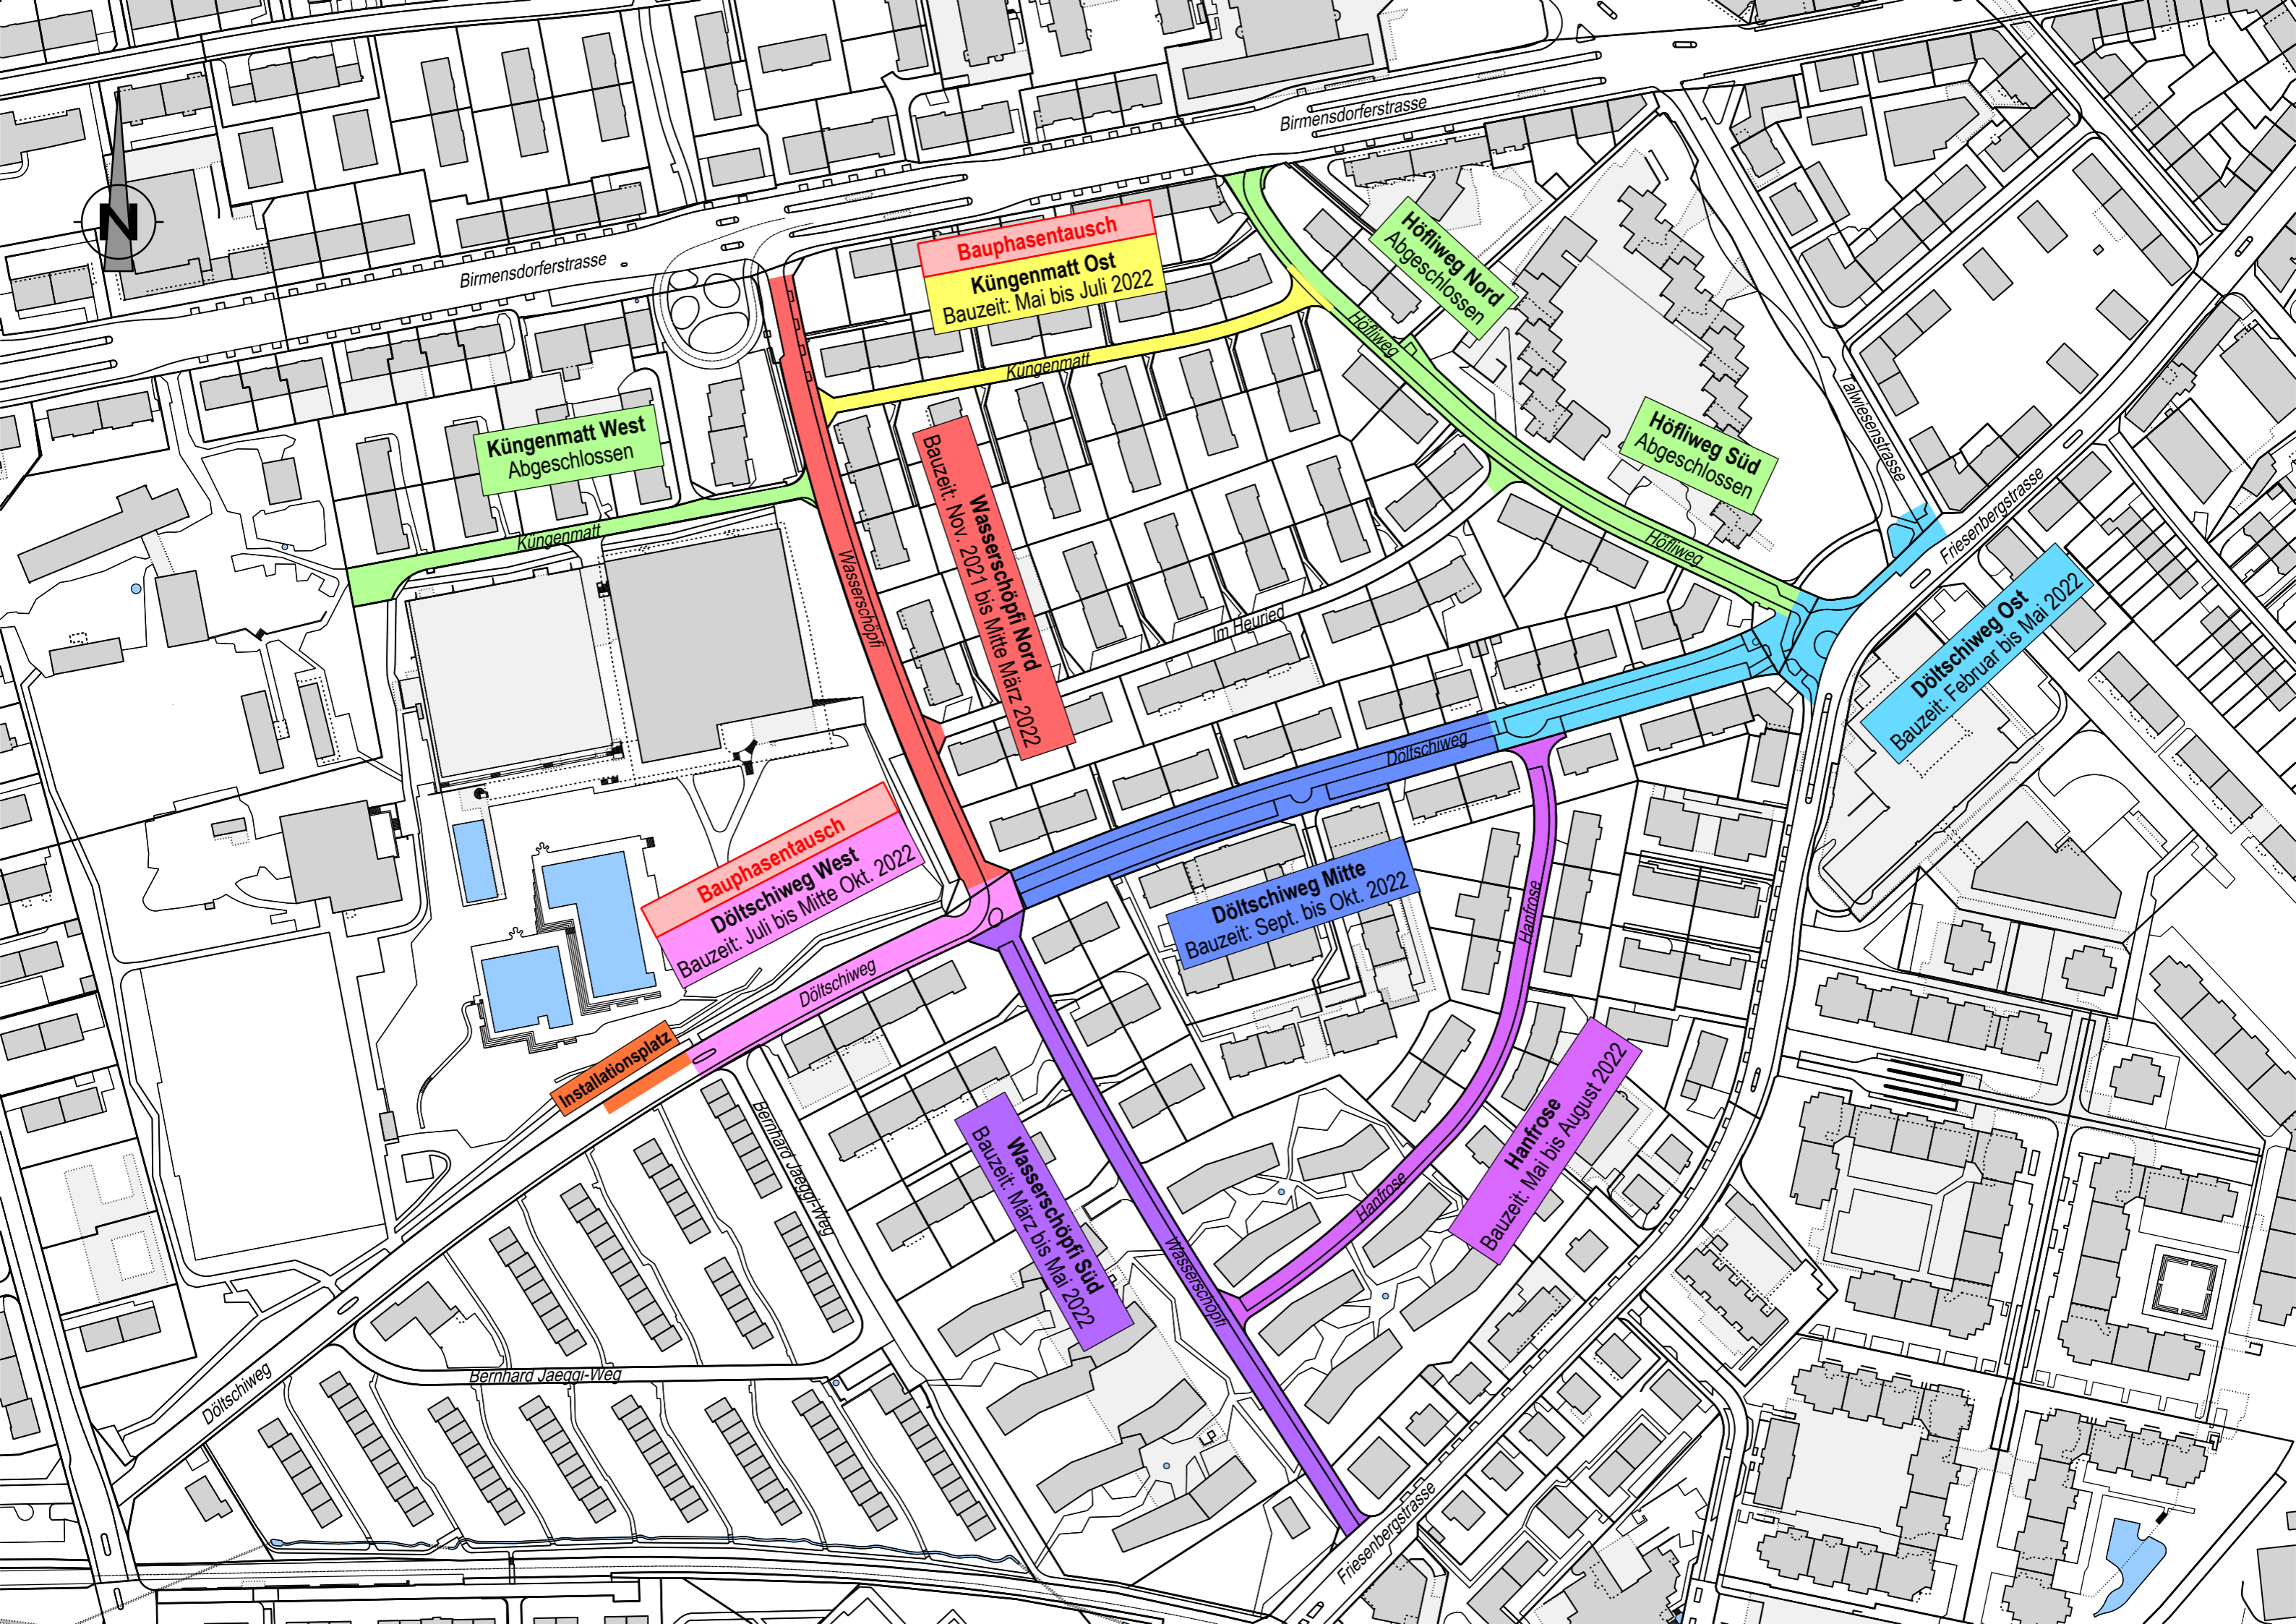 Birmensdorferstrasse
N
Birmensdorferstrasse
Bauphasentausch
Küngenmatt Ost
Bauzeit: Mai bis Juli 2022
Höfliweg Nord
Abgeschlossen
Höfliweg
Küngenmatt
Talwiesenstrasse
Küngenmatt West
Abgeschlossen
Höfliweg Süd
Abgeschlossen
Küngenmatt
Wasserschöpfi Nord
Bauzeit: Nov. 2021 bis Mitte März 2022
Wasserschöpfi
Höfliweg
Friesenbergstrasse
Im Heuried
Döltschiweg Ost
Bauzeit: Februar bis Mai 2022
Döltschiweg
Bauphasentausch
Döltschiweg West
Bauzeit: Juli bis Mitte Okt. 2022
Döltschiweg Mitte
Bauzeit: Sept. bis Okt. 2022
Hanfrose
Döltschiweg
Installationsplatz
Bernhard Jaeggi-Weg
Wasserschöpfi Süd
Bauzeit: März bis Mai 2022
Hanfrose
Bauzeit: Mai bis August 2022
Hanfrose
Wasserschöpfi
Bernhard Jaeggi-Weg
Döltschiweg
Friesenbergstrasse